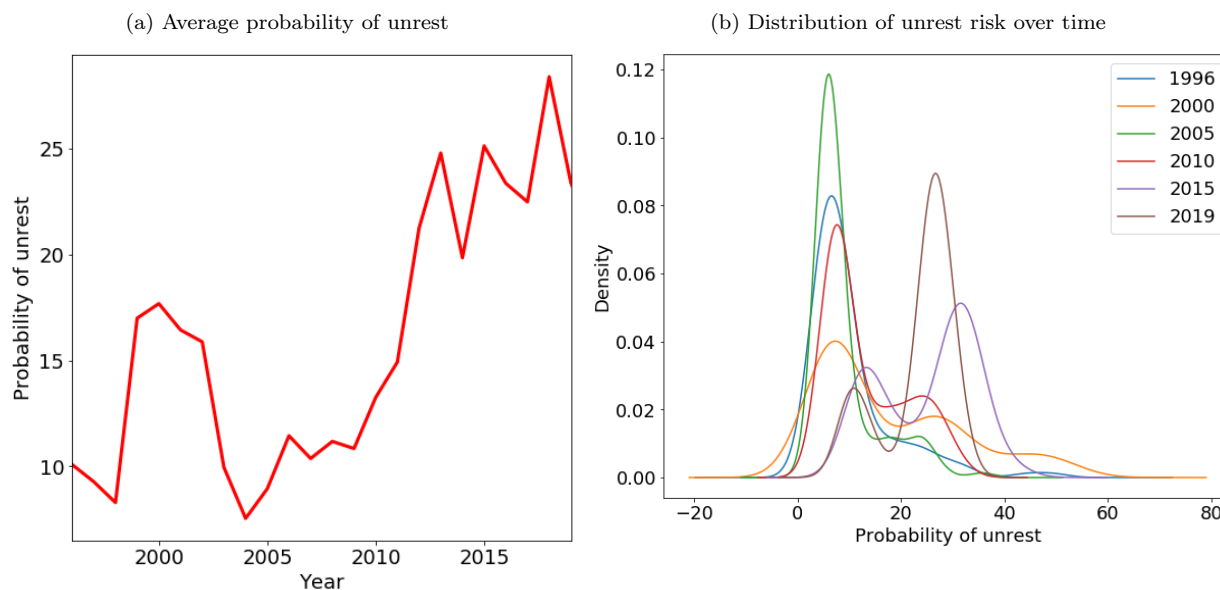 (a) Average probability of unrest
25
20
15
10
Probability of unrest
2000 2005 2010 2015
Year
(b) Distribution of unrest risk over time
0.12
0.10
0.08
0.06
0.04
0.02
0.00
Density
−20 0 20 40 60 80
Probability of unrest
1996
2000
2005
2010
2015
2019